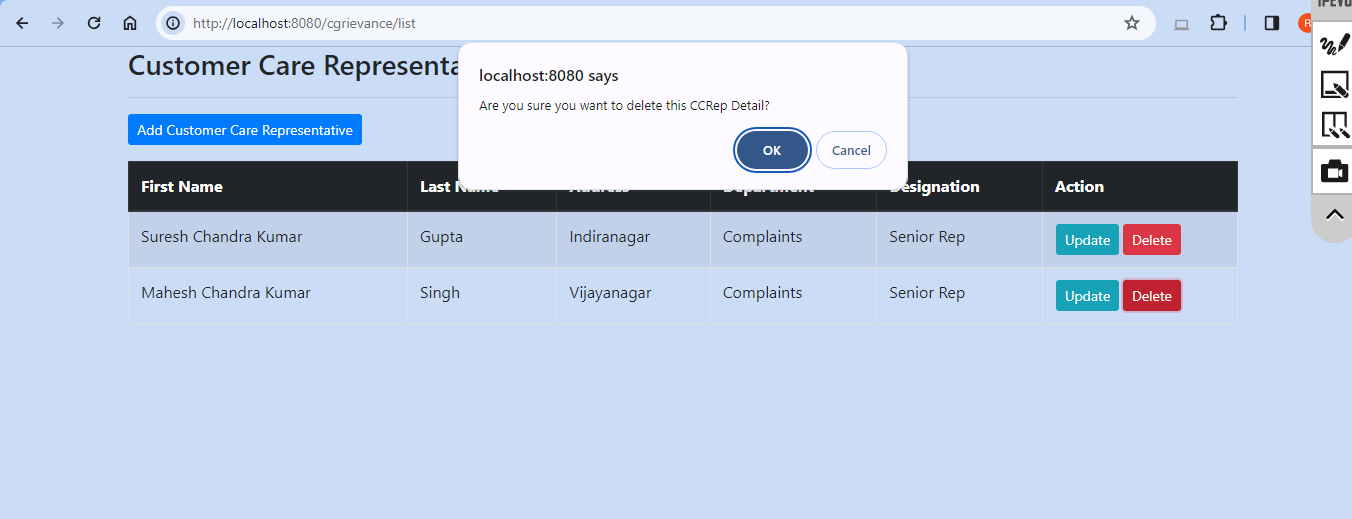 IPEVO
http://localhost:8080/cgrievance/list
R
Customer Care Representa
localhost:8080 says
Are you sure you want to delete this CCRep Detail?
OK Cancel
Add Customer Care Representative
First Name Last Name Address Department Designation Action
Suresh Chandra Kumar Gupta Indiranagar Complaints Senior Rep Update Delete
Mahesh Chandra Kumar Singh Vijayanagar Complaints Senior Rep Update Delete